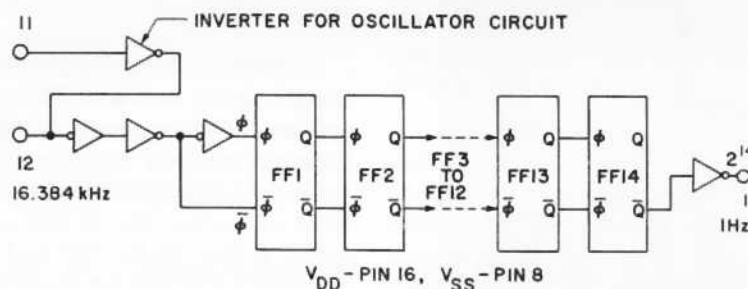 11
INVERTER FOR OSCILLATOR CIRCUIT
12
16.384 kHz
ϕ
ϕ̅
ϕ Q
ϕ̅ Q̅
FF1
ϕ Q
ϕ̅ Q̅
FF2
FF3
TO
FF12
ϕ Q
ϕ̅ Q̅
FF13
ϕ Q
ϕ̅ Q̅
FF14
2¹⁴
1
1Hz
V_DD – PIN 16, V_SS – PIN 8